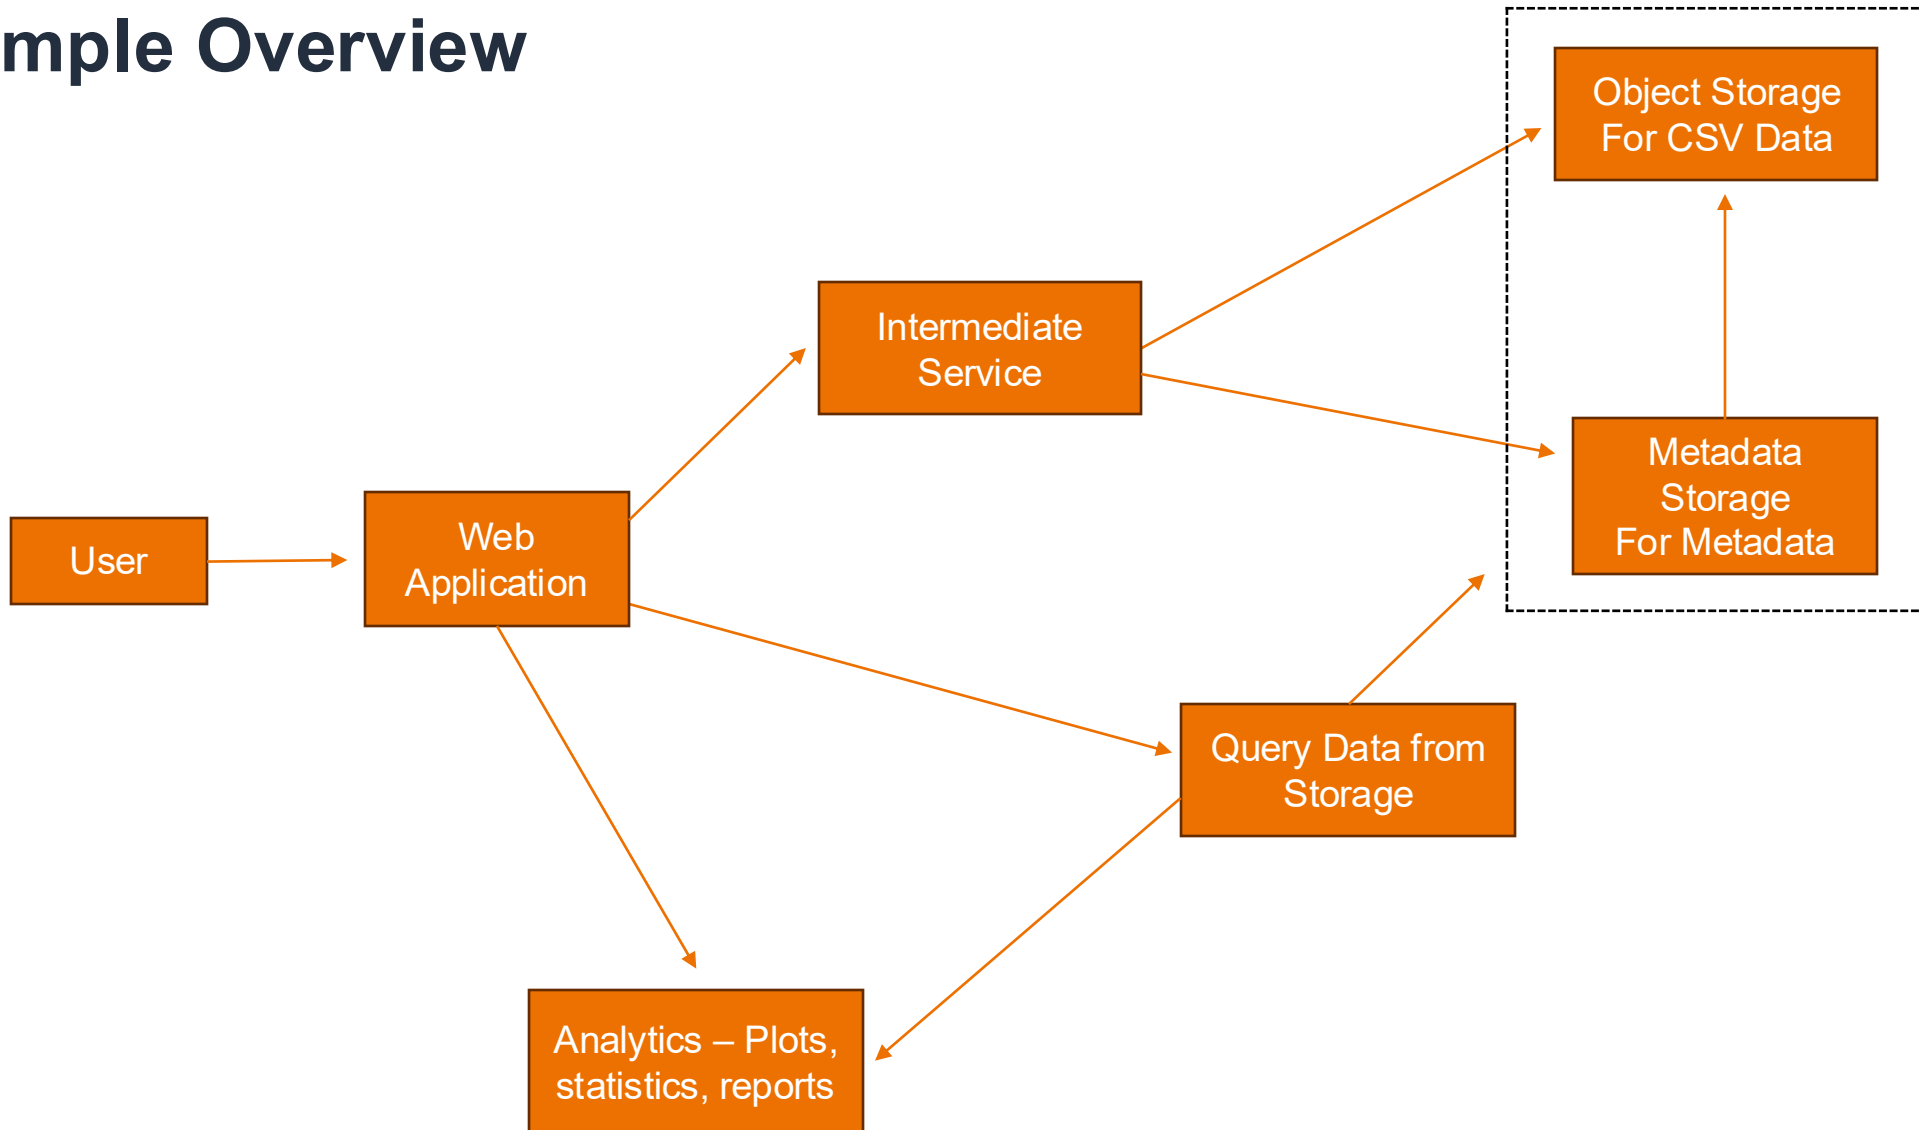 mple Overview
Object Storage
For CSV Data
Intermediate
Service
Metadata
Storage
For Metadata
User
Web
Application
Query Data from
Storage
Analytics – Plots,
statistics, reports